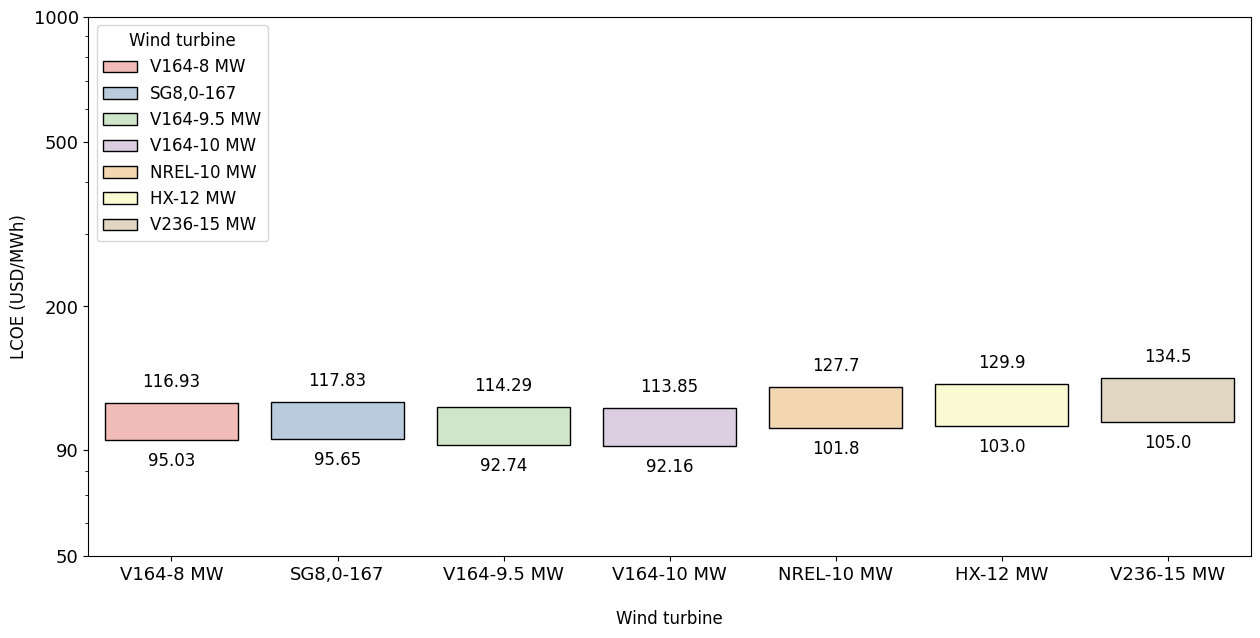 1000
500
200
90
50
LCOE (USD/MWh)
Wind turbine
V164-8 MW
SG8,0-167
V164-9.5 MW
V164-10 MW
NREL-10 MW
HX-12 MW
V236-15 MW
116.93
117.83
114.29
113.85
127.7
129.9
134.5
95.03
95.65
92.74
92.16
101.8
103.0
105.0
V164-8 MW
SG8,0-167
V164-9.5 MW
V164-10 MW
NREL-10 MW
HX-12 MW
V236-15 MW
Wind turbine